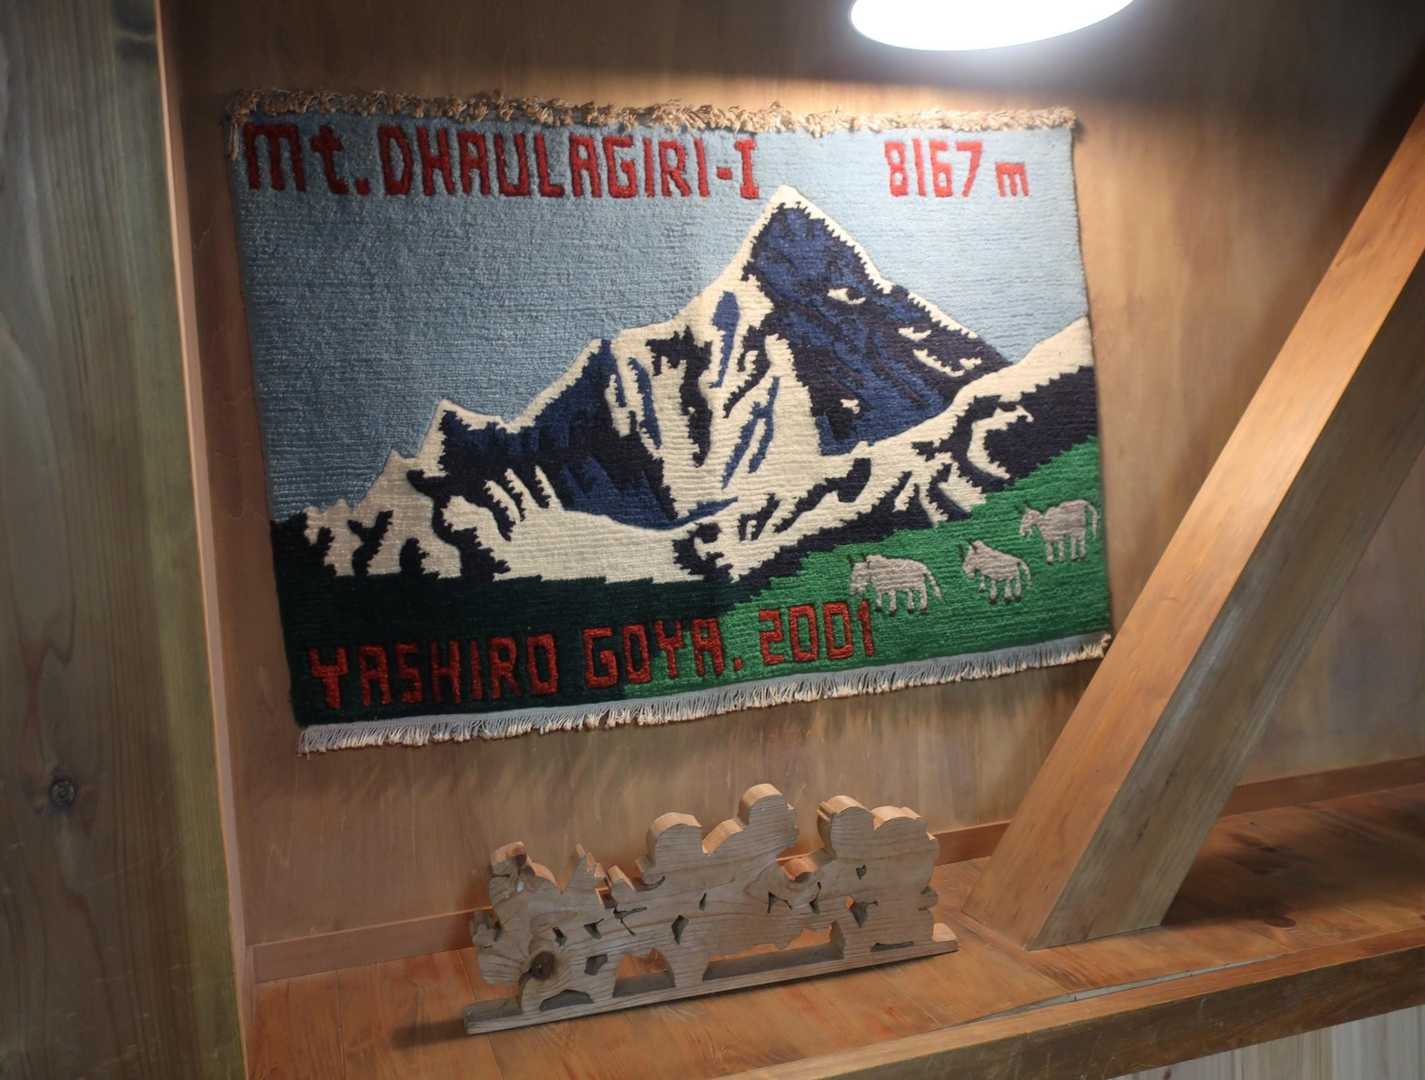 Mt. DHAULAGIRI-I 8167 m
YASHIRO GOYA. 2001